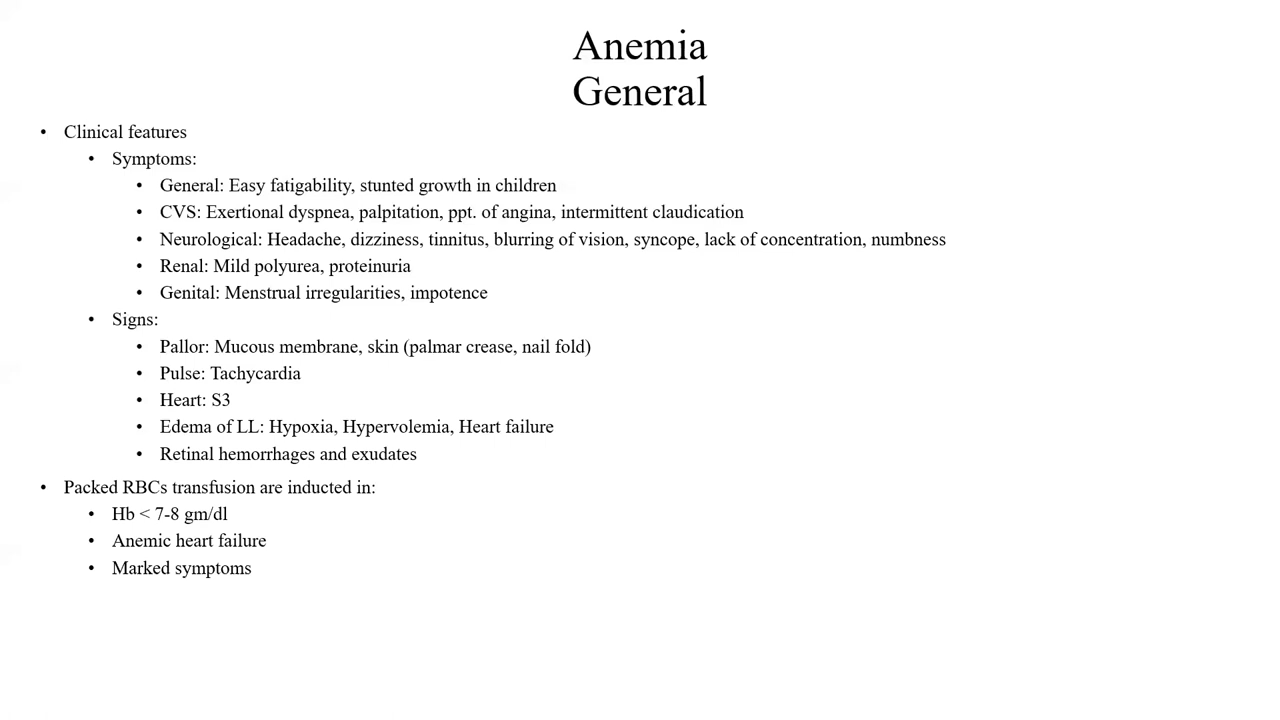 Anemia
General
• Clinical features
• Symptoms:
• General: Easy fatigability, stunted growth in children
• CVS: Exertional dyspnea, palpitation, ppt. of angina, intermittent claudication
• Neurological: Headache, dizziness, tinnitus, blurring of vision, syncope, lack of concentration, numbness
• Renal: Mild polyurea, proteinuria
• Genital: Menstrual irregularities, impotence
• Signs:
• Pallor: Mucous membrane, skin (palmar crease, nail fold)
• Pulse: Tachycardia
• Heart: S3
• Edema of LL: Hypoxia, Hypervolemia, Heart failure
• Retinal hemorrhages and exudates
• Packed RBCs transfusion are inducted in:
• Hb < 7-8 gm/dl
• Anemic heart failure
• Marked symptoms